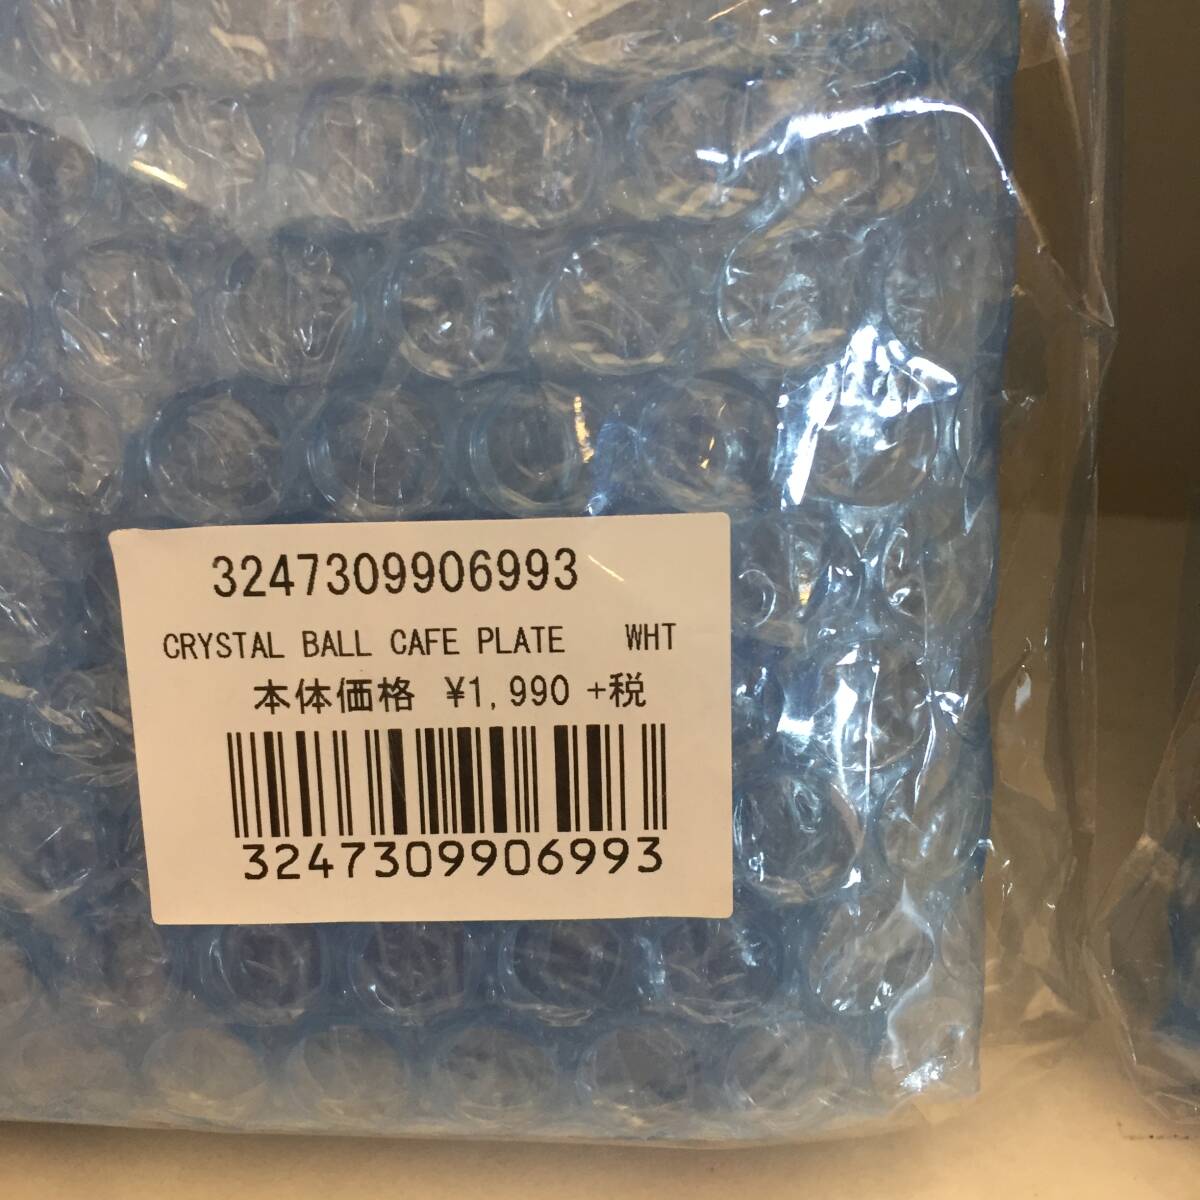 3247309906993
CRYSTAL BALL CAFE PLATE WHT
本体価格 ¥1,990 +税
3247309906993